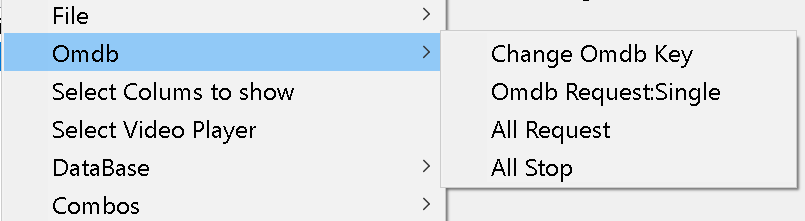 File
Omdb
Select Colums to show
Select Video Player
DataBase
Combos
Change Omdb Key
Omdb Request:Single
All Request
All Stop